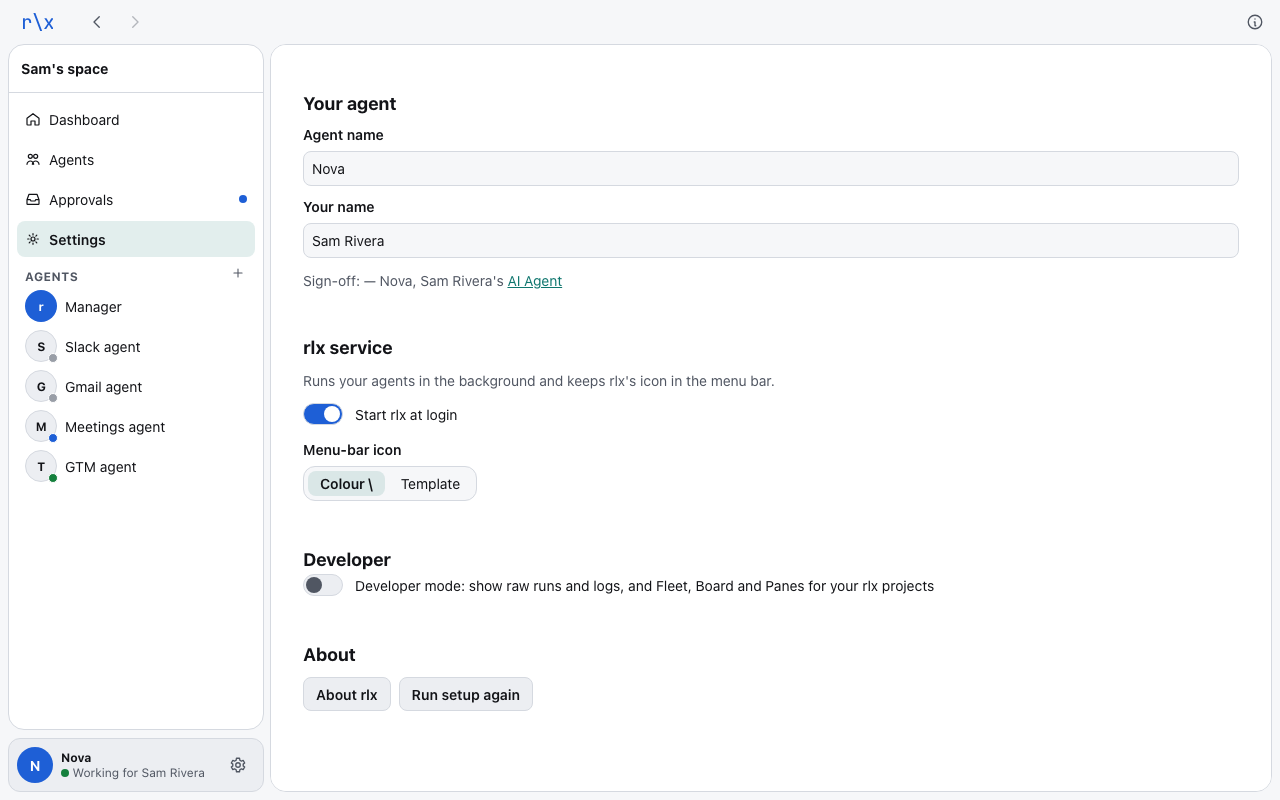 r\x
Sam's space
Dashboard
Agents
Approvals
Settings
AGENTS
r Manager
S Slack agent
G Gmail agent
M Meetings agent
T GTM agent
N Nova
Working for Sam Rivera
Your agent
Agent name
Nova
Your name
Sam Rivera
Sign-off: — Nova, Sam Rivera's AI Agent
rlx service
Runs your agents in the background and keeps rlx's icon in the menu bar.
Start rlx at login
Menu-bar icon
Colour \ Template
Developer
Developer mode: show raw runs and logs, and Fleet, Board and Panes for your rlx projects
About
About rlx Run setup again